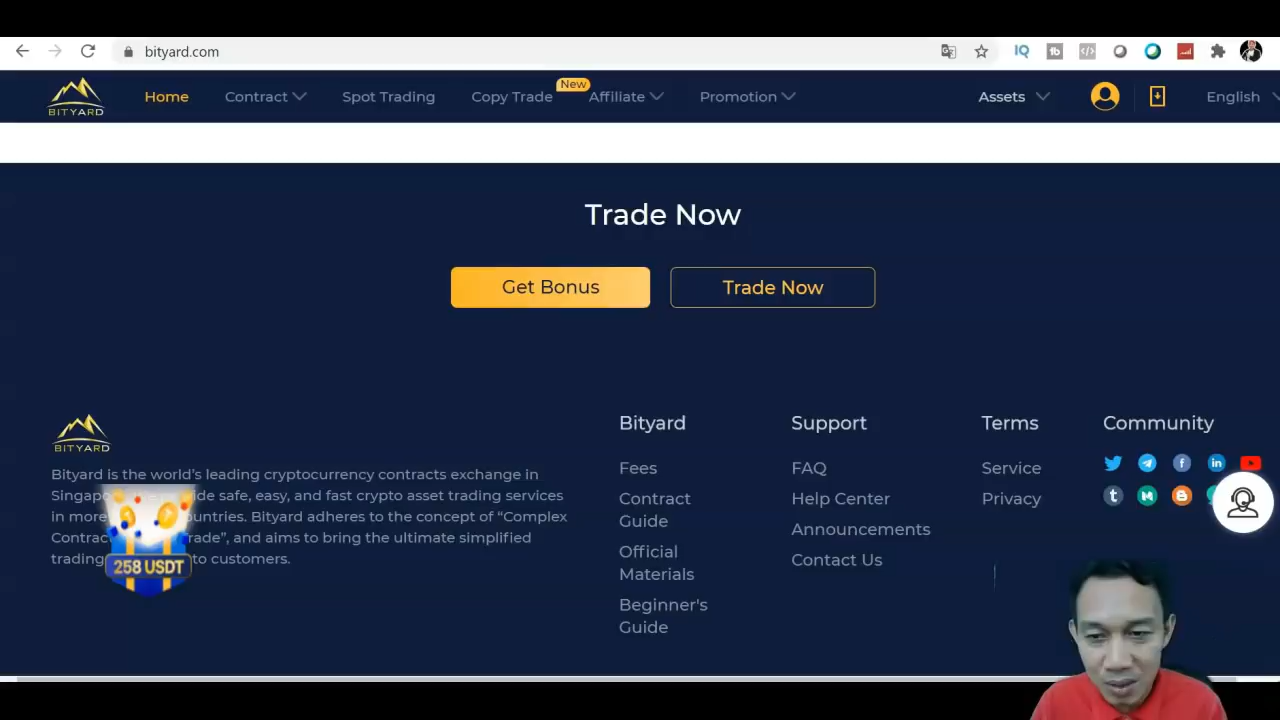 bityard.com
IQ
tb
</>
BITYARD
Home
Contract
Spot Trading
Copy Trade
New
Affiliate
Promotion
Assets
English
Trade Now
Get Bonus
Trade Now
BITYARD
Bityard is the world's leading cryptocurrency contracts exchange in
ide safe, easy, and fast crypto asset trading services
in more
ountries. Bityard adheres to the concept of "Complex
rade", and aims to bring the ultimate simplified
trading
to customers.
258 USDT
Bityard
Fees
Contract
Guide
Official
Materials
Beginner's
Guide
Support
FAQ
Help Center
Announcements
Contact Us
Terms
Service
Privacy
Community